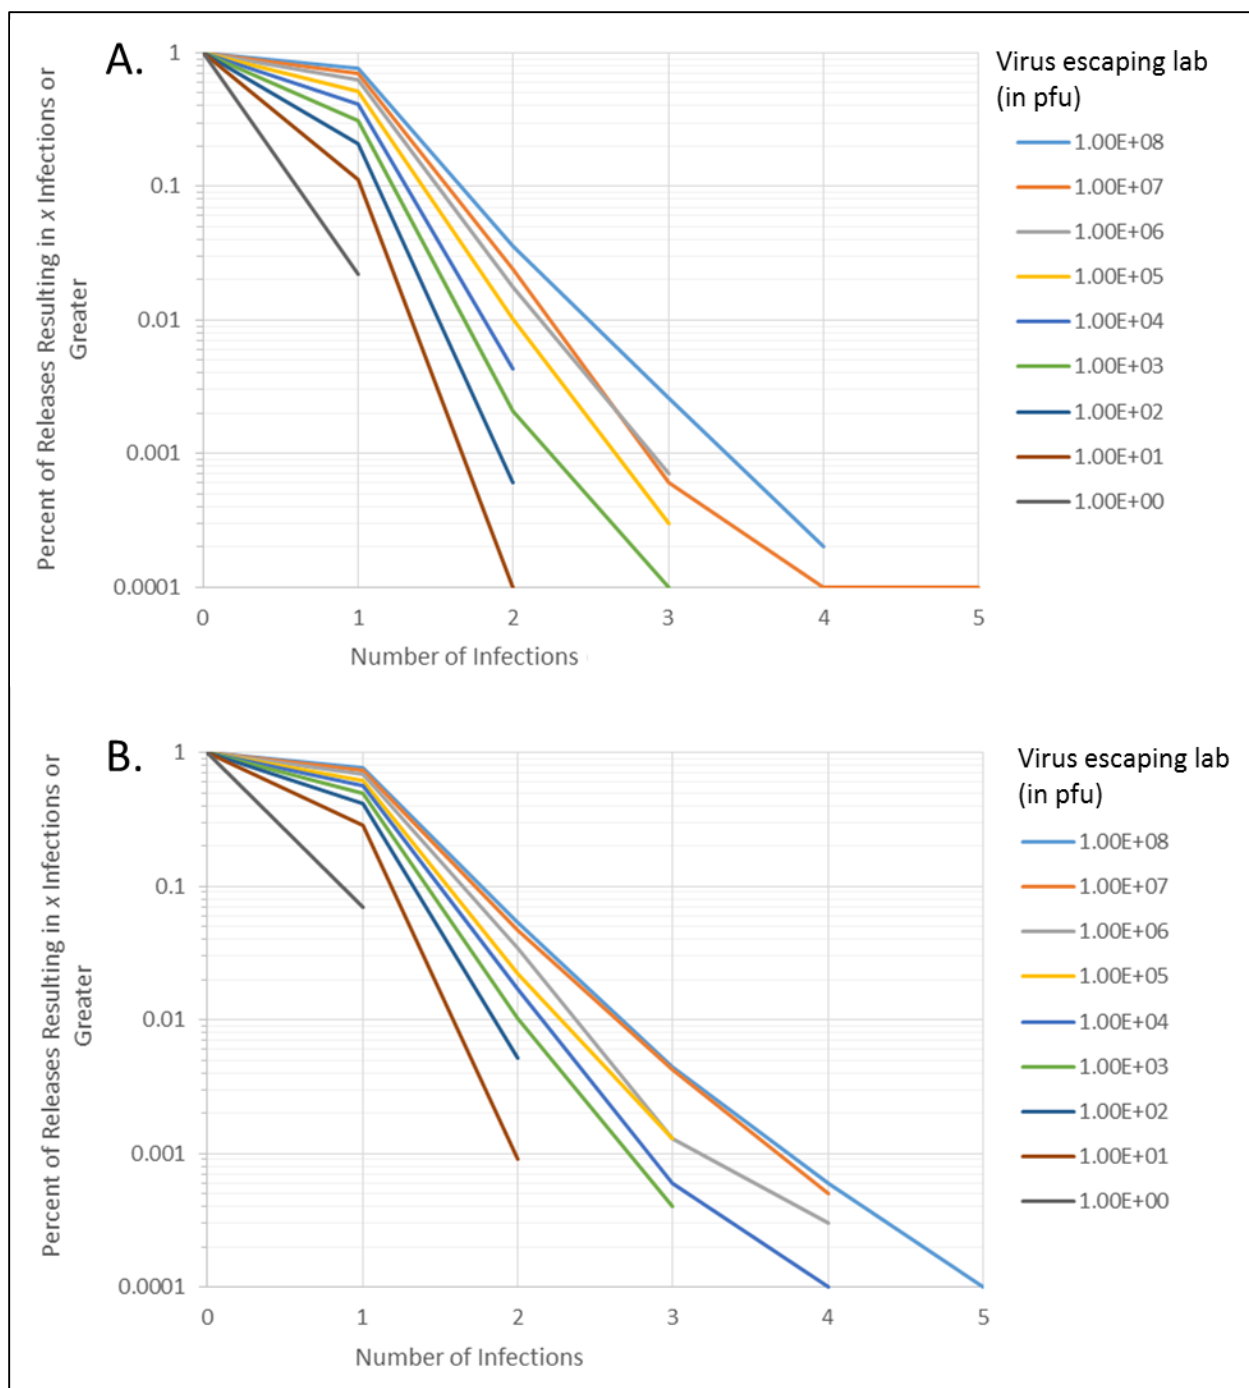 A.
Percent of Releases Resulting in x Infections or
Greater
1
0.1
0.01
0.001
0.0001
0 1 2 3 4 5
Number of Infections
Virus escaping lab
(in pfu)
1.00E+08
1.00E+07
1.00E+06
1.00E+05
1.00E+04
1.00E+03
1.00E+02
1.00E+01
1.00E+00
B.
Percent of Releases Resulting in x Infections or
Greater
1
0.1
0.01
0.001
0.0001
0 1 2 3 4 5
Number of Infections
Virus escaping lab
(in pfu)
1.00E+08
1.00E+07
1.00E+06
1.00E+05
1.00E+04
1.00E+03
1.00E+02
1.00E+01
1.00E+00